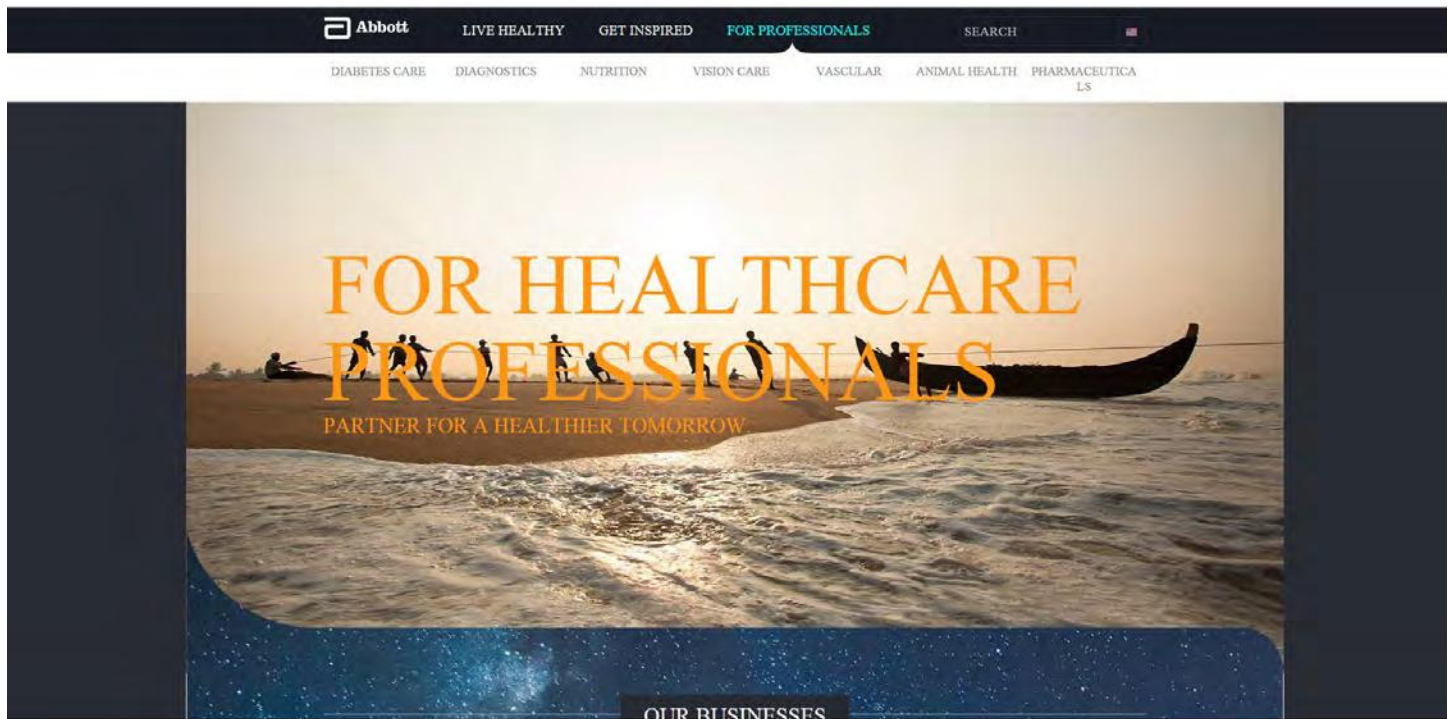 Abbott LIVE HEALTHY GET INSPIRED FOR PROFESSIONALS SEARCH
DIABETES CARE DIAGNOSTICS NUTRITION VISION CARE VASCULAR ANIMAL HEALTH PHARMACEUTICA
LS
FOR HEALTHCARE
PROFESSIONALS
PARTNER FOR A HEALTHIER TOMORROW.
OUR BUSINESSES